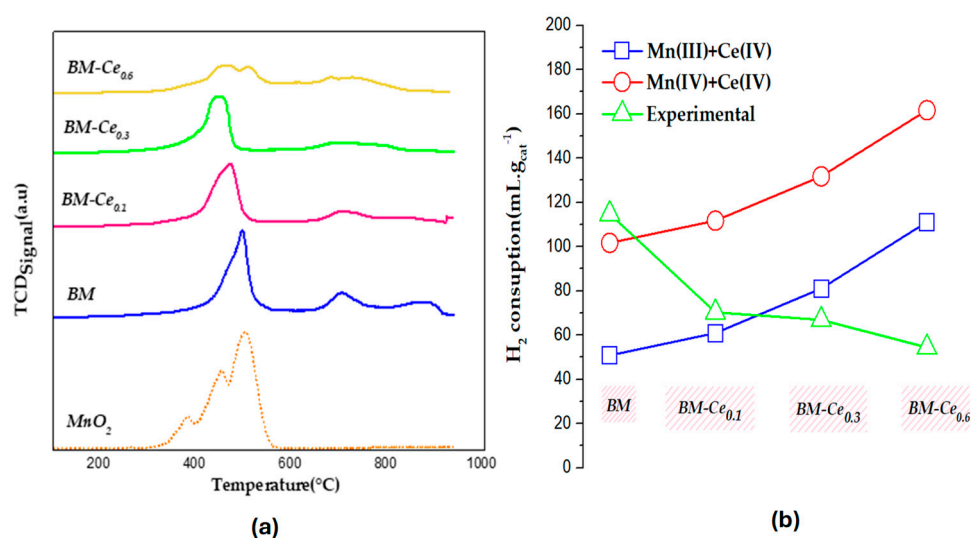 BM-Ce0.6
BM-Ce0.3
BM-Ce0.1
BM
MnO2
TCDSignal(a.u)
200 400 600 800 1000
Temperature(°C)
(a)
200
180
160
140
120
100
80
60
40
20
0
H2 consuption(mL.gcat-1)
Mn(III)+Ce(IV)
Mn(IV)+Ce(IV)
Experimental
BM BM-Ce0.1 BM-Ce0.3 BM-Ce0.6
(b)